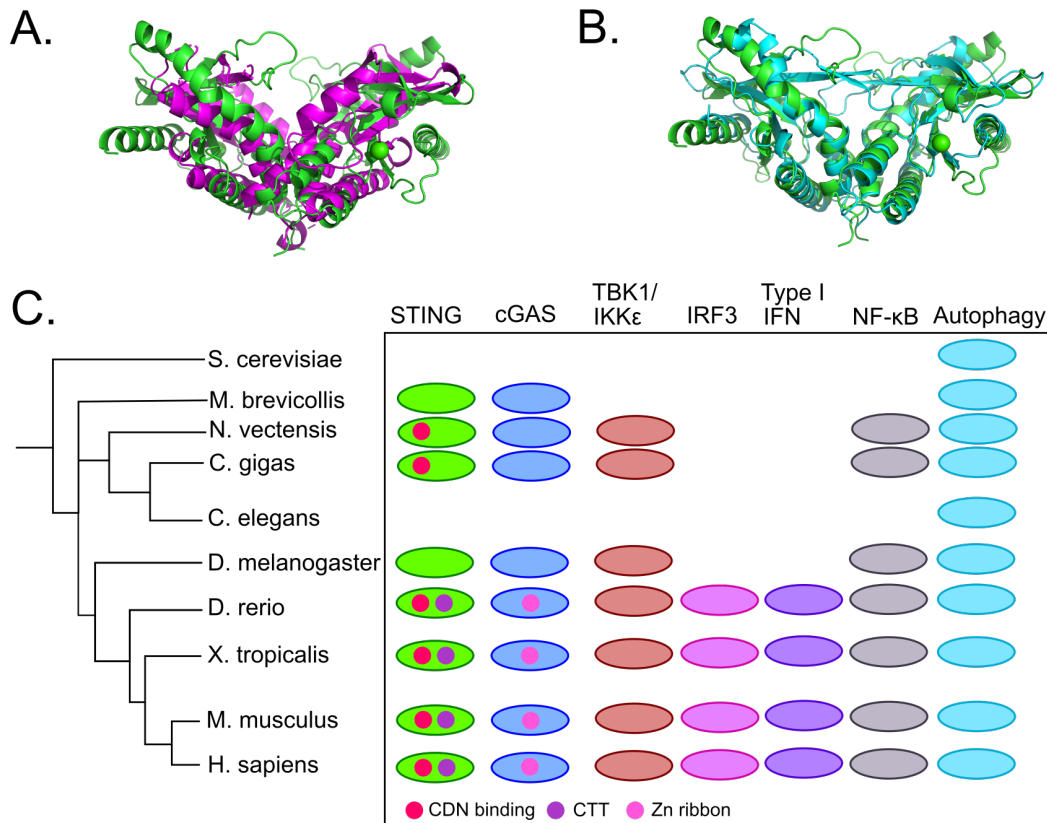 A.
B.
C.
STING cGAS TBK1/ IKKε IRF3 Type I IFN NF-κB Autophagy
S. cerevisiae
M. brevicollis
N. vectensis
C. gigas
C. elegans
D. melanogaster
D. rerio
X. tropicalis
M. musculus
H. sapiens
CDN binding CTT Zn ribbon